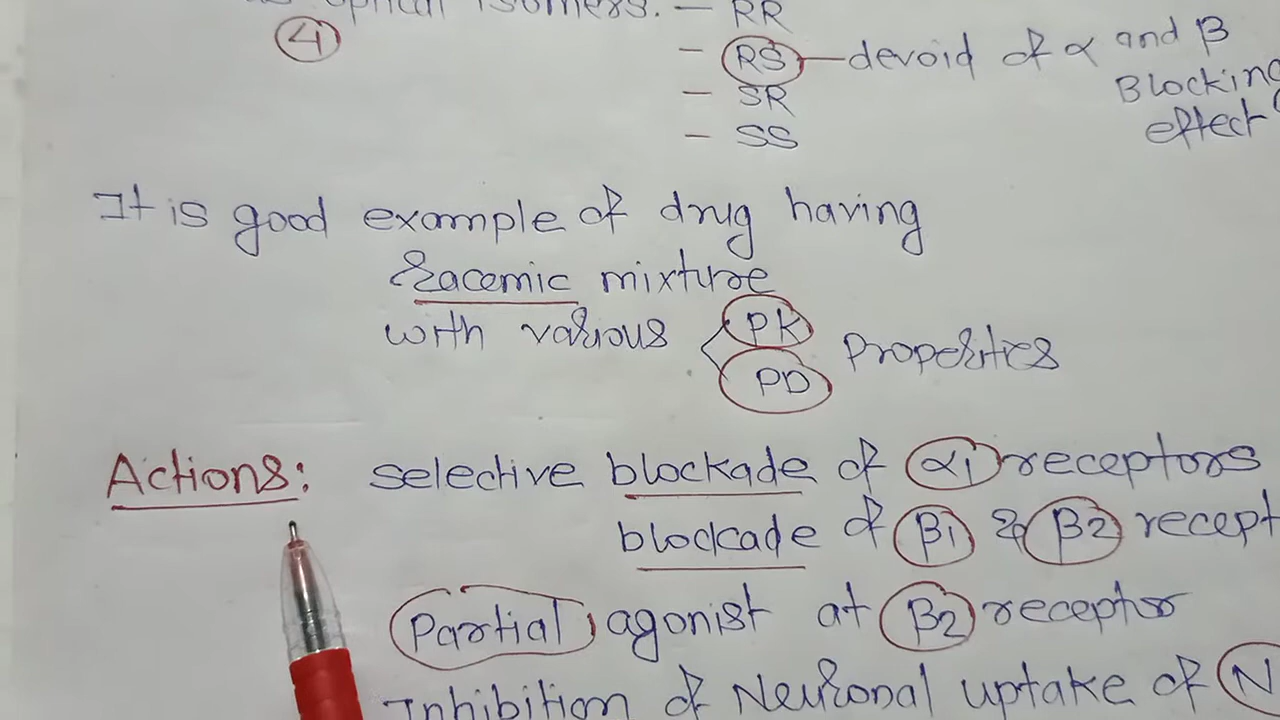 optical isomers. — RR
④ — RS — devoid of α and β
— SR Blocking
— SS effect
It is good example of drug having
Racemic mixture
with various PK Properties
PD
Actions: selective blockade of α1 receptors
blockade of β1 & β2 recept
Partial agonist at β2 receptor
Inhibition of Neuronal uptake of N